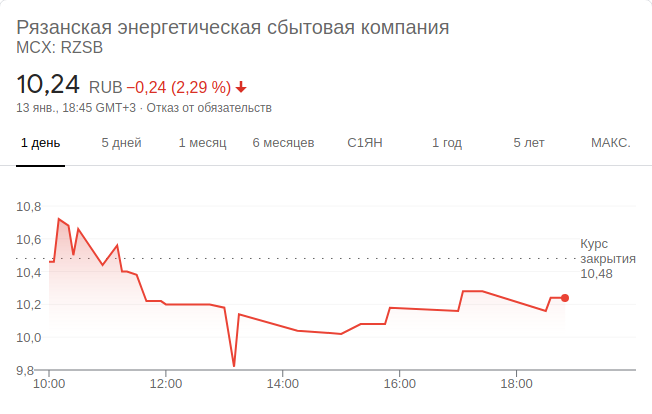 Рязанская энергетическая сбытовая компания
MCX: RZSB
10,24 RUB −0,24 (2,29 %)
13 янв., 18:45 GMT+3 · Отказ от обязательств
1 день 5 дней 1 месяц 6 месяцев С1ЯН 1 год 5 лет МАКС.
10,8
10,6
Курс
закрытия
10,48
10,4
10,2
10,0
9,8
10:00 12:00 14:00 16:00 18:00